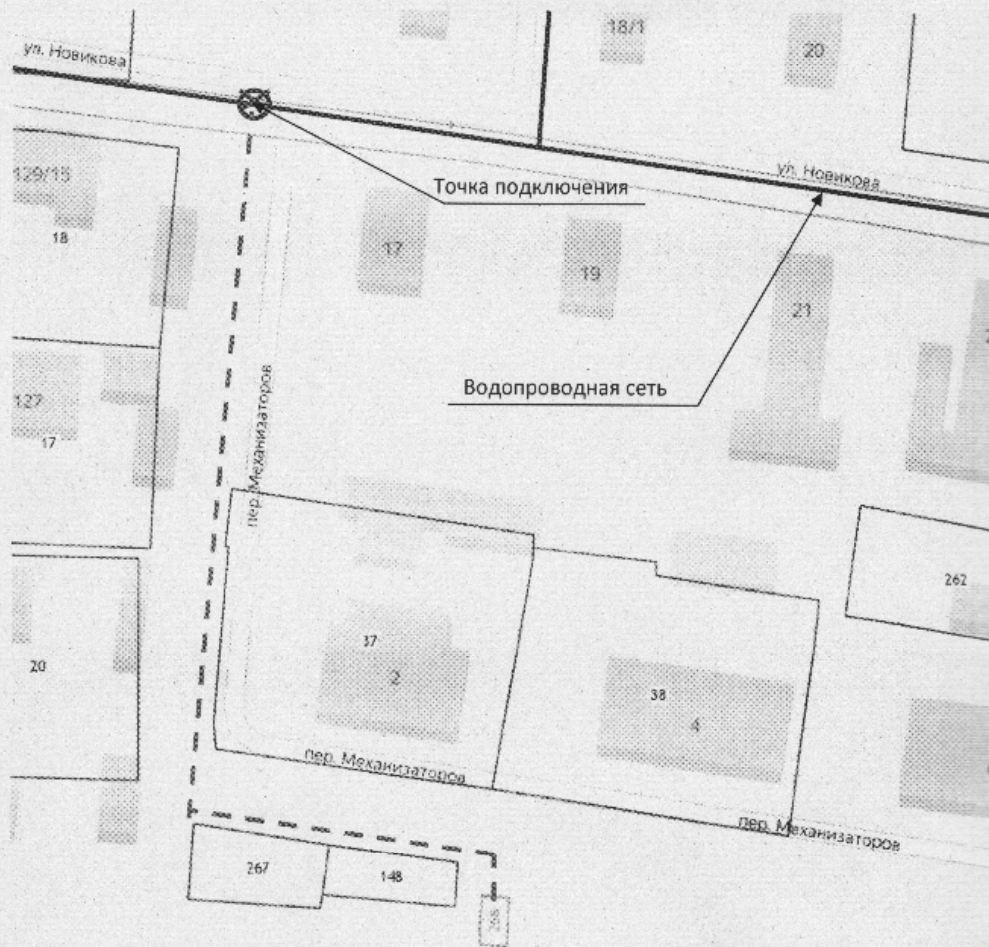 ул. Новикова
18/1
20
ул. Новикова
Точка подключения
129/15
18
17
19
21
Водопроводная сеть
127
17
пер. Механизаторов
262
20
37
2
38
4
пер. Механизаторов
пер. Механизаторов
267
148
268